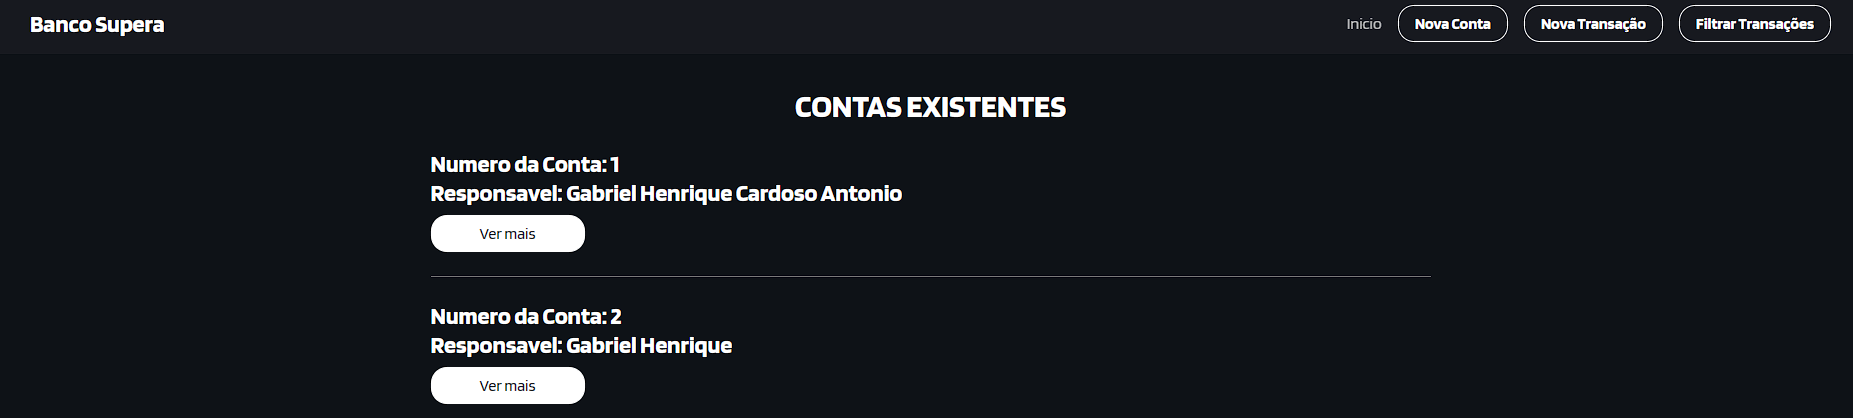 Banco Supera
Inicio
Nova Conta
Nova Transação
Filtrar Transações
CONTAS EXISTENTES
Numero da Conta: 1
Responsavel: Gabriel Henrique Cardoso Antonio
Ver mais
Numero da Conta: 2
Responsavel: Gabriel Henrique
Ver mais